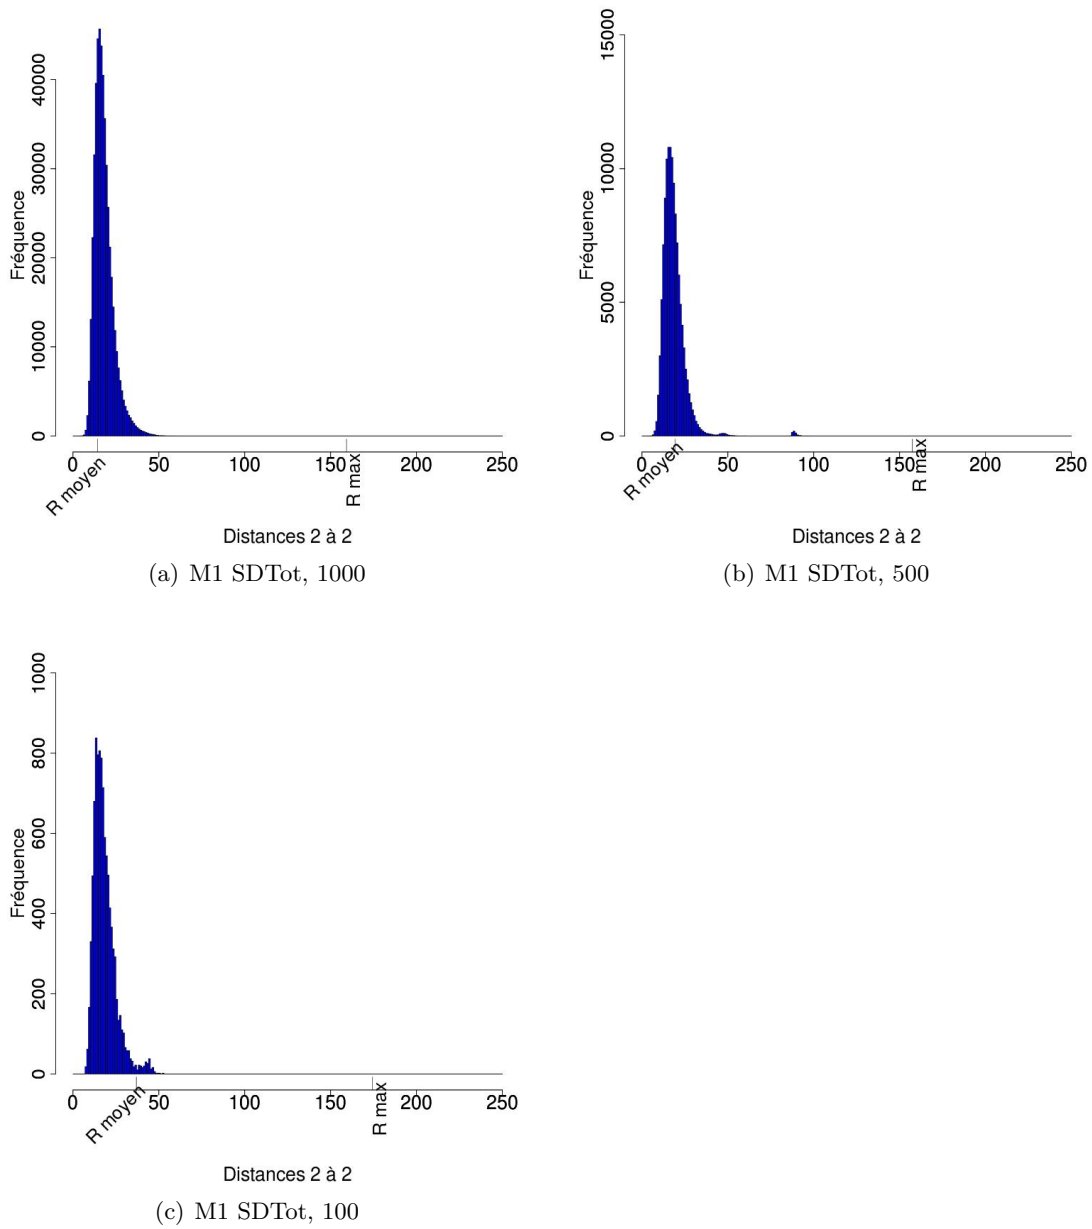 Fréquence
0 10000 20000 30000 40000
0 50 100 150 200 250
R moyen
R max
Distances 2 à 2
(a) M1 SDTot, 1000
Fréquence
0 5000 10000 15000
0 50 100 150 200 250
R moyen
R max
Distances 2 à 2
(b) M1 SDTot, 500
Fréquence
0 200 400 600 800 1000
0 50 100 150 200 250
R moyen
R max
Distances 2 à 2
(c) M1 SDTot, 100